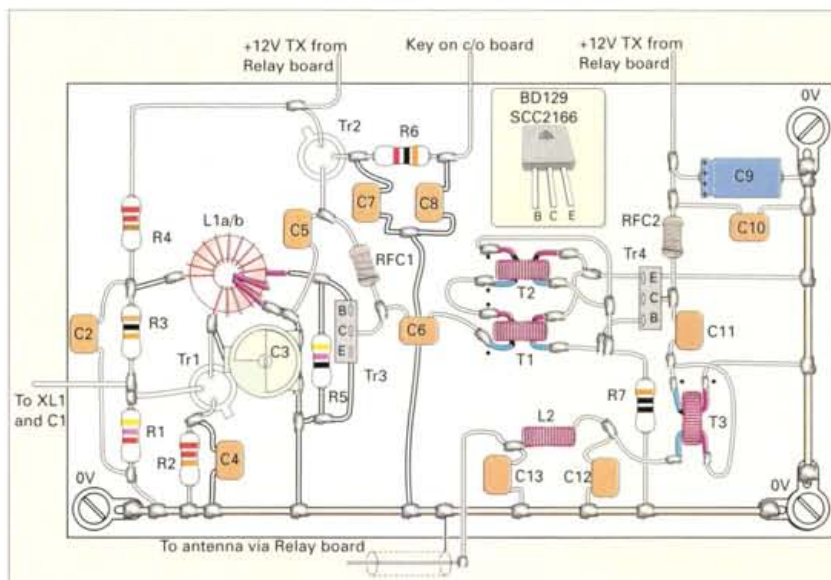 +12V TX from
Relay board
Key on c/o board
+12V TX from
Relay board
0V
BD129
SCC2166
B C E
Tr2
R6
C9
C7
C8
C10
R4
L1a/b
C5
RFC1
RFC2
Tr4
E
C
B
T2
C2
R3
C3
B
C
E
C6
C11
T1
Tr1
Tr3
To XL1
and C1
R5
R7
T3
R1
L2
R2
C4
C13
C12
0V
0V
To antenna via Relay board